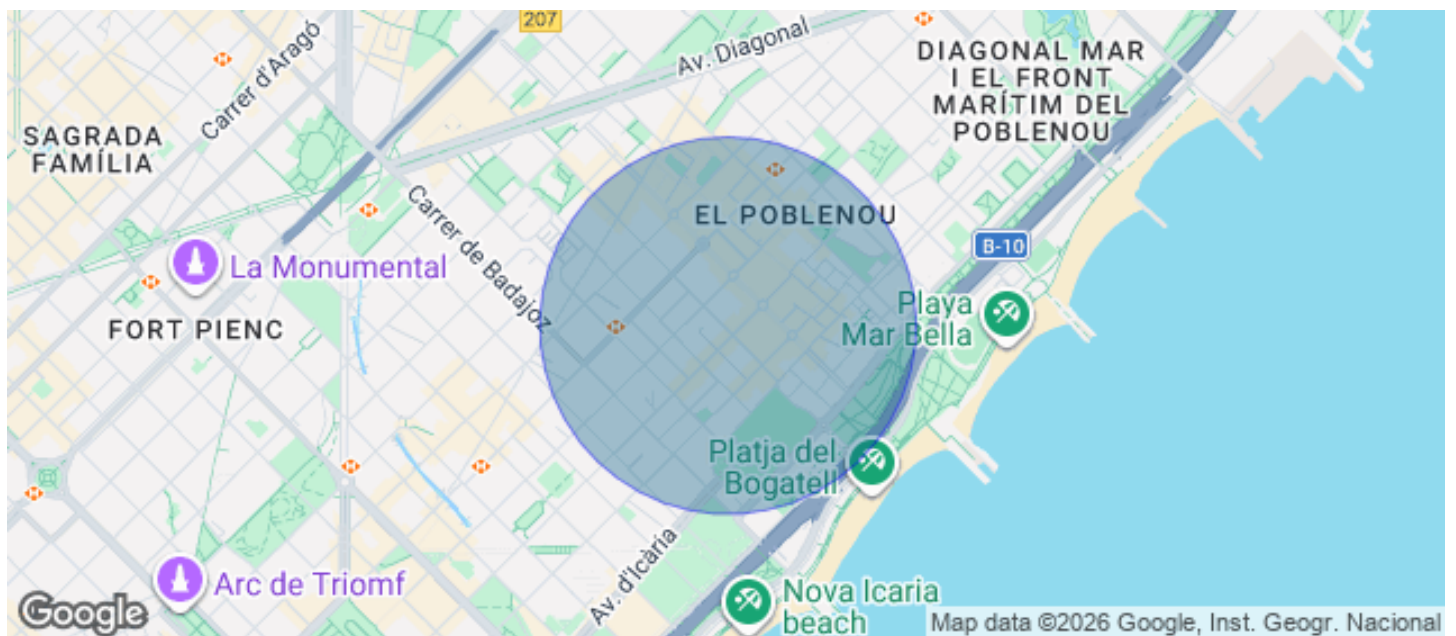 207
Carrer d'Aragó
Av. Diagonal
DIAGONAL MAR
I EL FRONT
MARÍTIM DEL
POBLENOU
SAGRADA
FAMÍLIA
Carrer de Badajoz
EL POBLENOU
B-10
La Monumental
Playa
Mar Bella
FORT PIENC
Platja del
Bogatell
Av. d'Icària
Arc de Triomf
Nova Icaria
beach
Google
Map data ©2026 Google, Inst. Geogr. Nacional